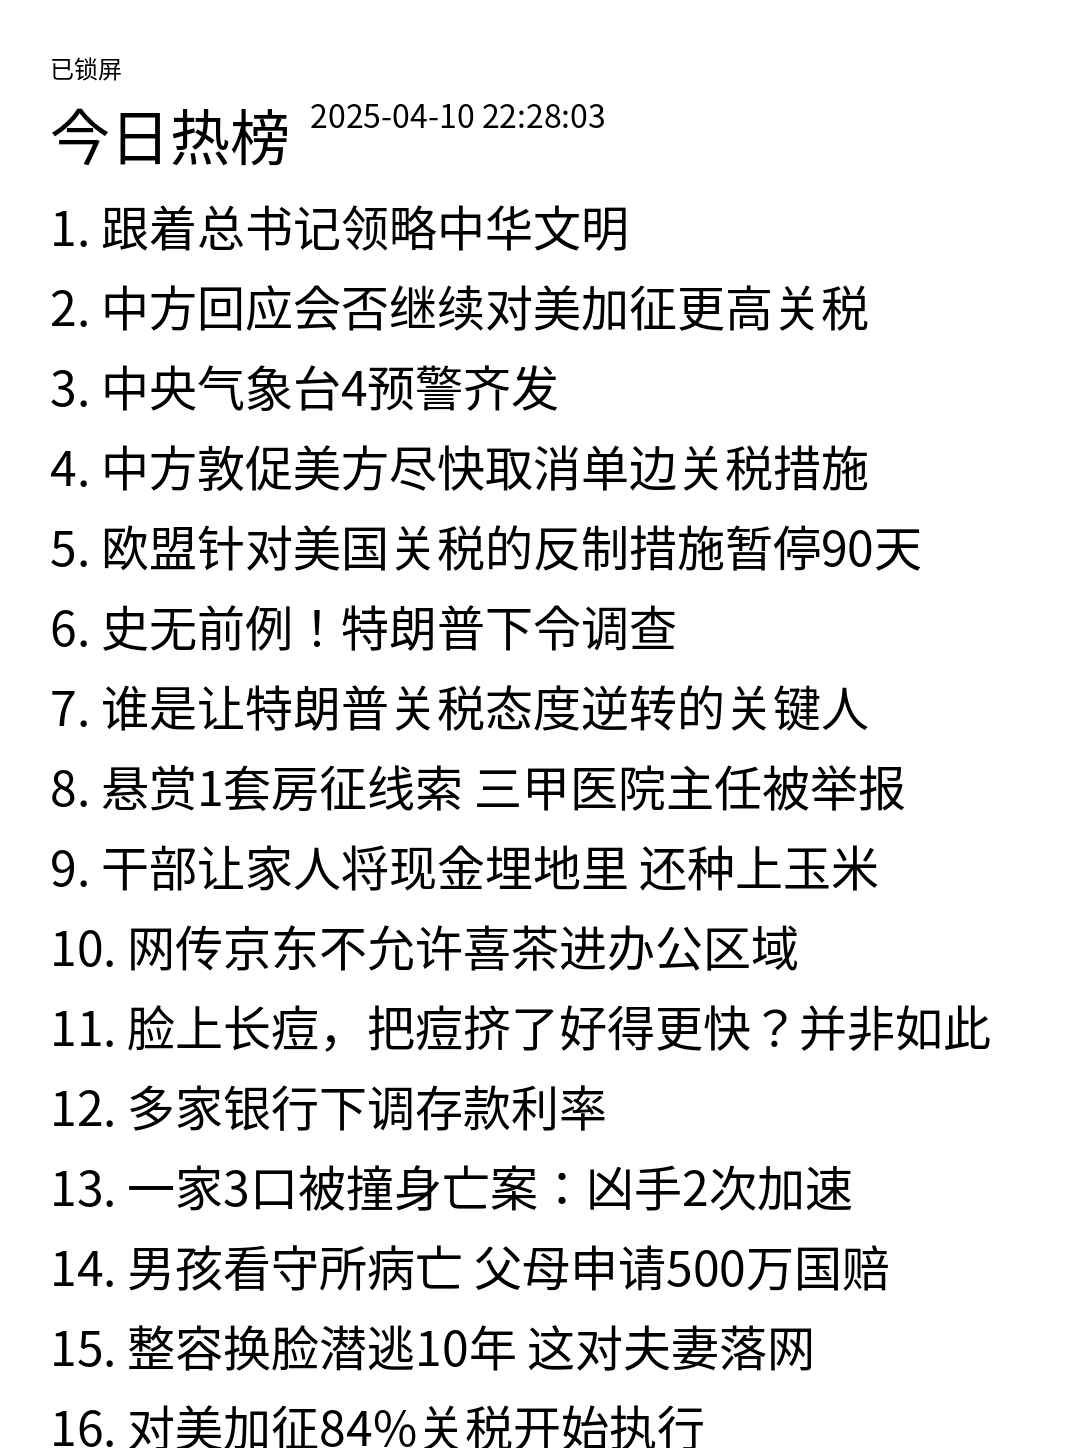 已锁屏
今日热榜 2025-04-10 22:28:03
1. 跟着总书记领略中华文明
2. 中方回应会否继续对美加征更高关税
3. 中央气象台4预警齐发
4. 中方敦促美方尽快取消单边关税措施
5. 欧盟针对美国关税的反制措施暂停90天
6. 史无前例！特朗普下令调查
7. 谁是让特朗普关税态度逆转的关键人
8. 悬赏1套房征线索 三甲医院主任被举报
9. 干部让家人将现金埋地里 还种上玉米
10. 网传京东不允许喜茶进办公区域
11. 脸上长痘，把痘挤了好得更快？并非如此
12. 多家银行下调存款利率
13. 一家3口被撞身亡案：凶手2次加速
14. 男孩看守所病亡 父母申请500万国赔
15. 整容换脸潜逃10年 这对夫妻落网
16. 对美加征84%关税开始执行